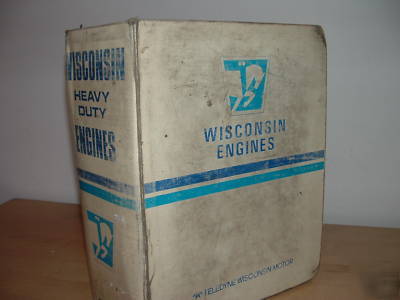 WISCONSIN
HEAVY
DUTY
ENGINES
WISCONSIN
ENGINES
TELEDYNE WISCONSIN MOTOR